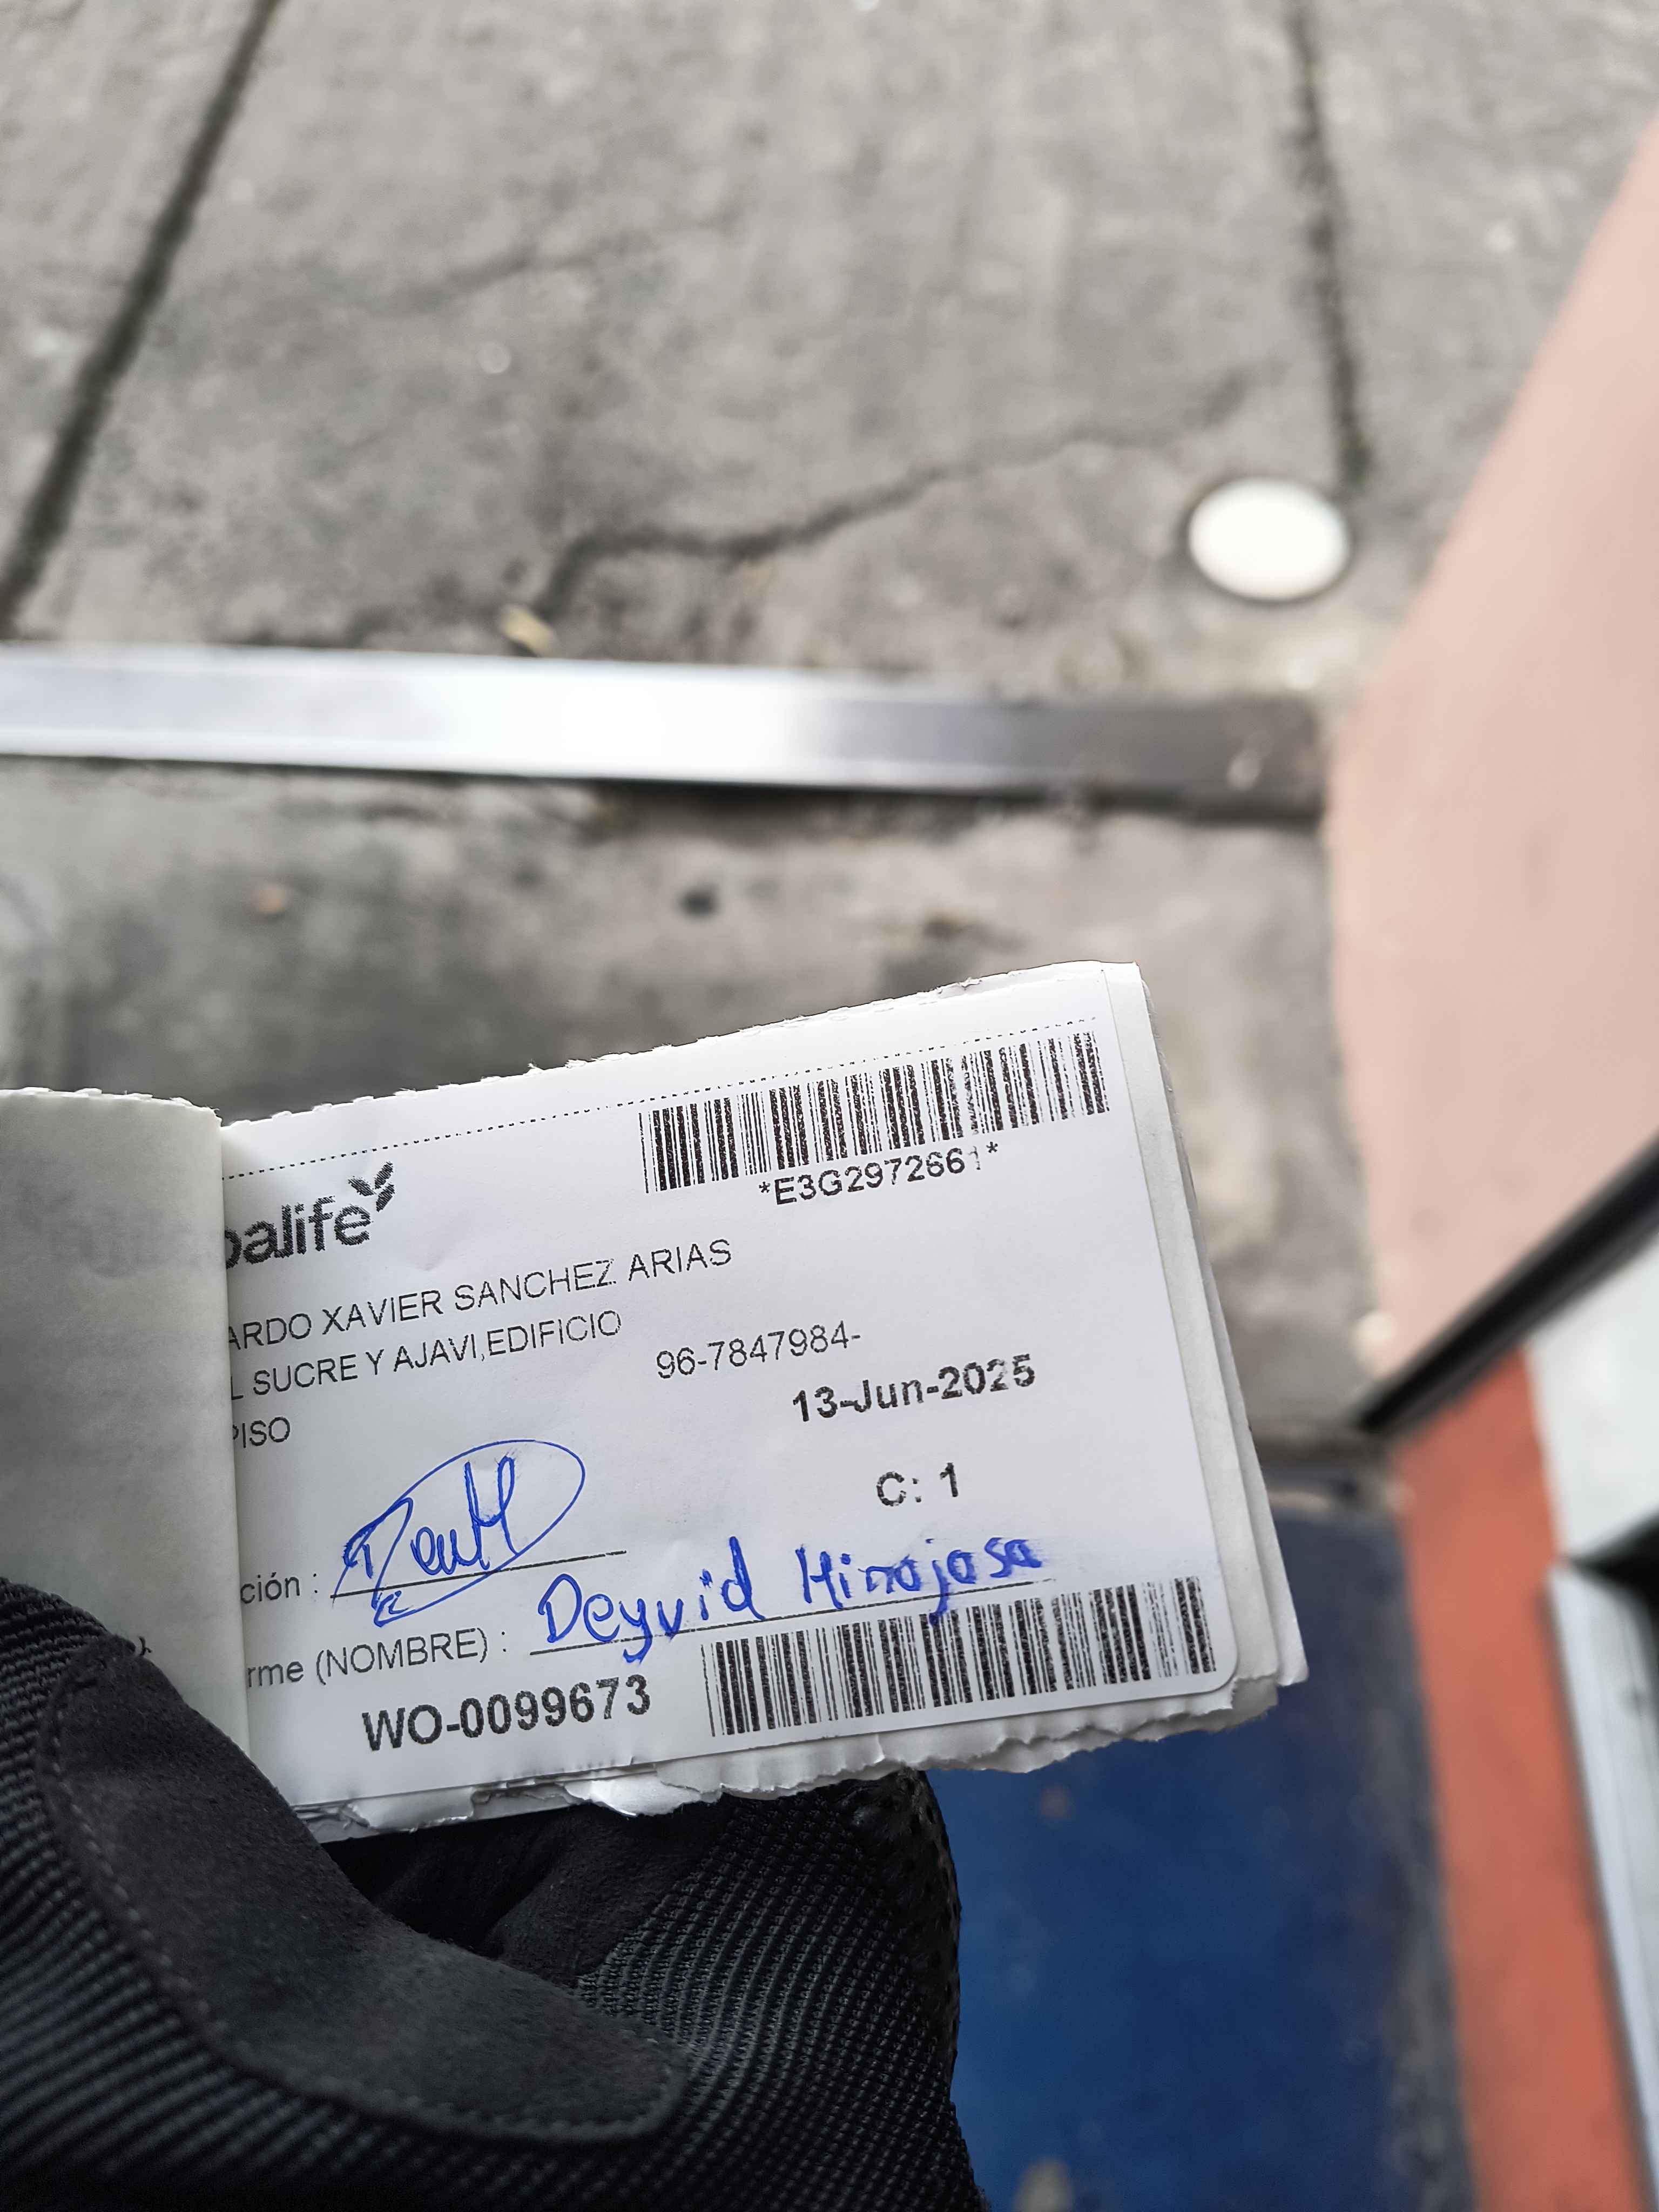 balife
*E3G2972661*
ARDO XAVIER SANCHEZ ARIAS
L SUCRE Y AJAVI,EDIFICIO
96-7847984-
PISO
13-Jun-2025
C: 1
ción :
rme (NOMBRE) : Deyvid Hinojosa
WO-0099673